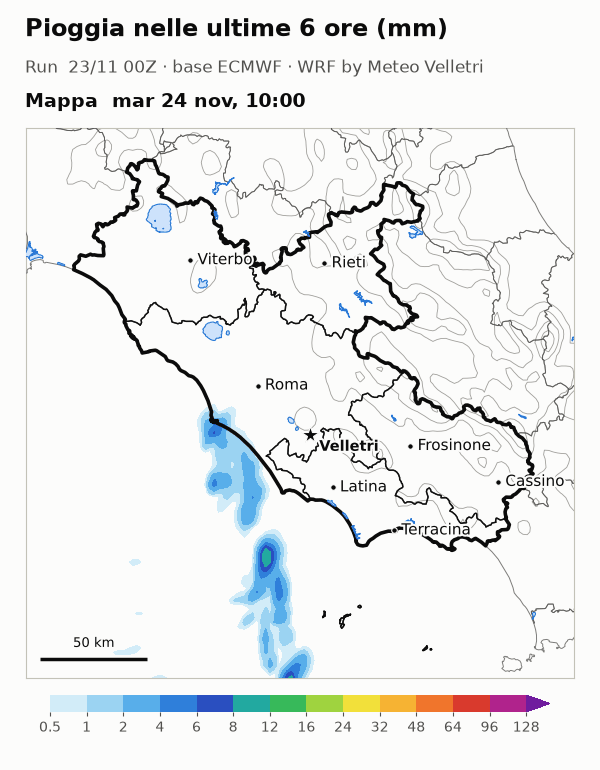 Pioggia nelle ultime 6 ore (mm)
Run  23/11 00Z · base ECMWF · WRF by Meteo Velletri
Mappa  mar 24 nov, 10:00
Viterbo
Rieti
Roma
Velletri
Frosinone
Latina
Cassino
Terracina
50 km
0.5 1 2 4 6 8 12 16 24 32 48 64 96 128